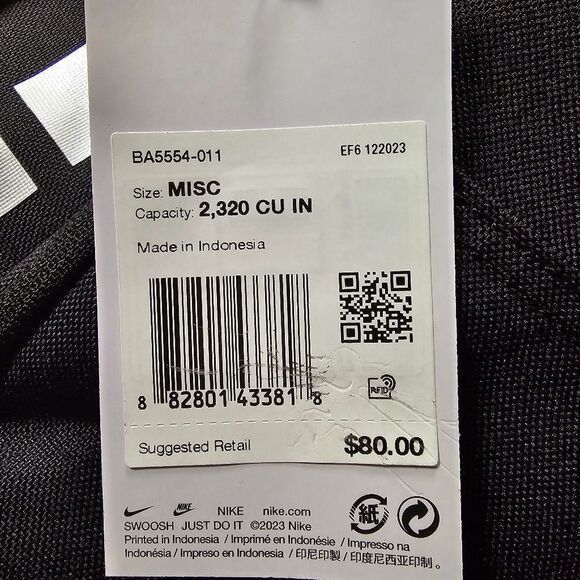 BA5554-011 EF6 122023
Size: MISC
Capacity: 2,320 CU IN
Made in Indonesia
RFID
8 82801 43381 8
Suggested Retail $80.00
NIKE NIKE nike.com
SWOOSH JUST DO IT ©2023 Nike
Printed in Indonesia / Imprimé en Indonésie / Impresso na
Indonésia / Impreso en Indonesia / 印尼印製 / 印度尼西亚印制。
紙